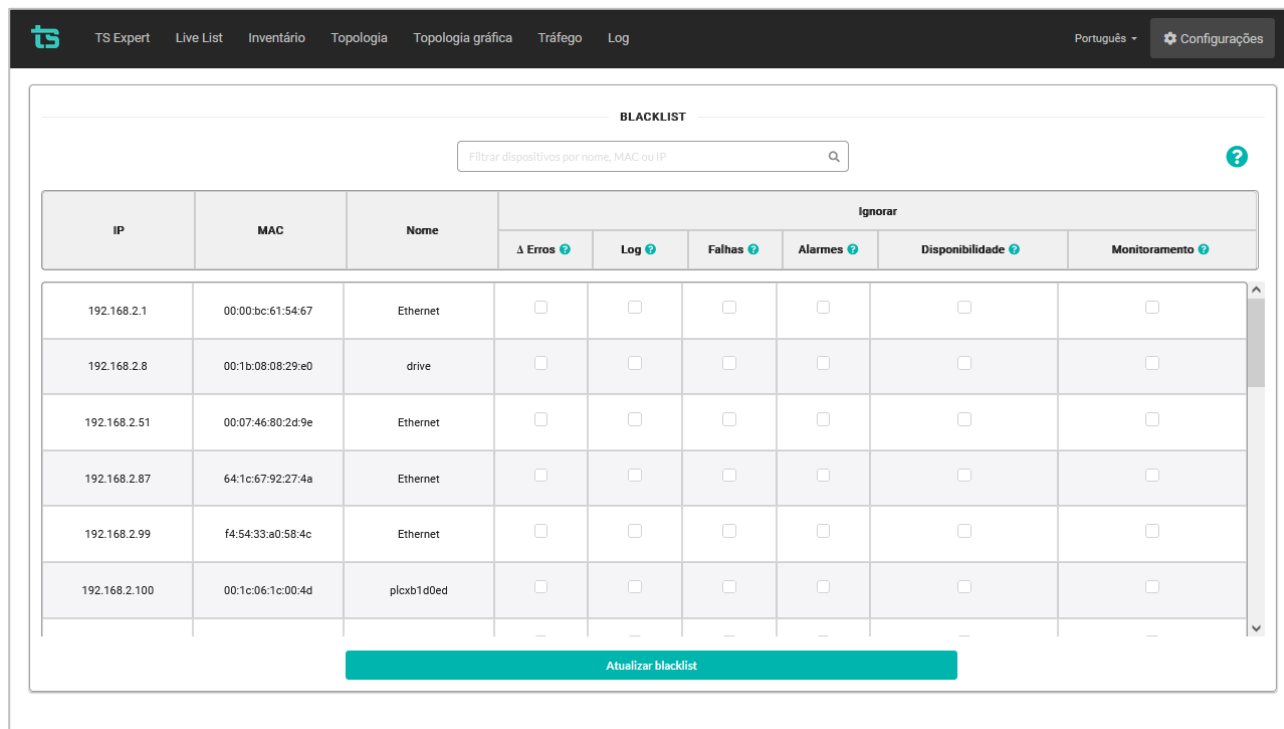 ts TS Expert Live List Inventário Topologia Topologia gráfica Tráfego Log Português Configurações
BLACKLIST
Filtrar dispositivos por nome, MAC ou IP ?
Ignorar
IP MAC Nome
Δ Erros ? Log ? Falhas ? Alarmes ? Disponibilidade ? Monitoramento ?
192.168.2.1 00:00:bc:61:54:67 Ethernet
192.168.2.8 00:1b:08:08:29:e0 drive
192.168.2.51 00:07:46:80:2d:9e Ethernet
192.168.2.87 64:1c:67:92:27:4a Ethernet
192.168.2.99 f4:54:33:a0:58:4c Ethernet
192.168.2.100 00:1c:06:1c:00:4d plcxb1d0ed
Atualizar blacklist